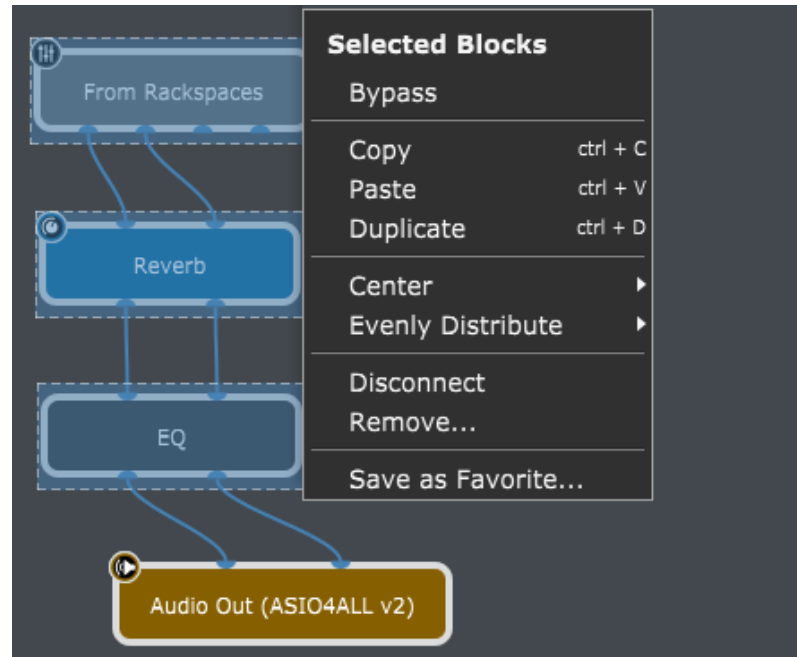 From Rackspaces
Reverb
EQ
Audio Out (ASIO4ALL v2)
Selected Blocks
Bypass
Copy ctrl + C
Paste ctrl + V
Duplicate ctrl + D
Center
Evenly Distribute
Disconnect
Remove...
Save as Favorite...